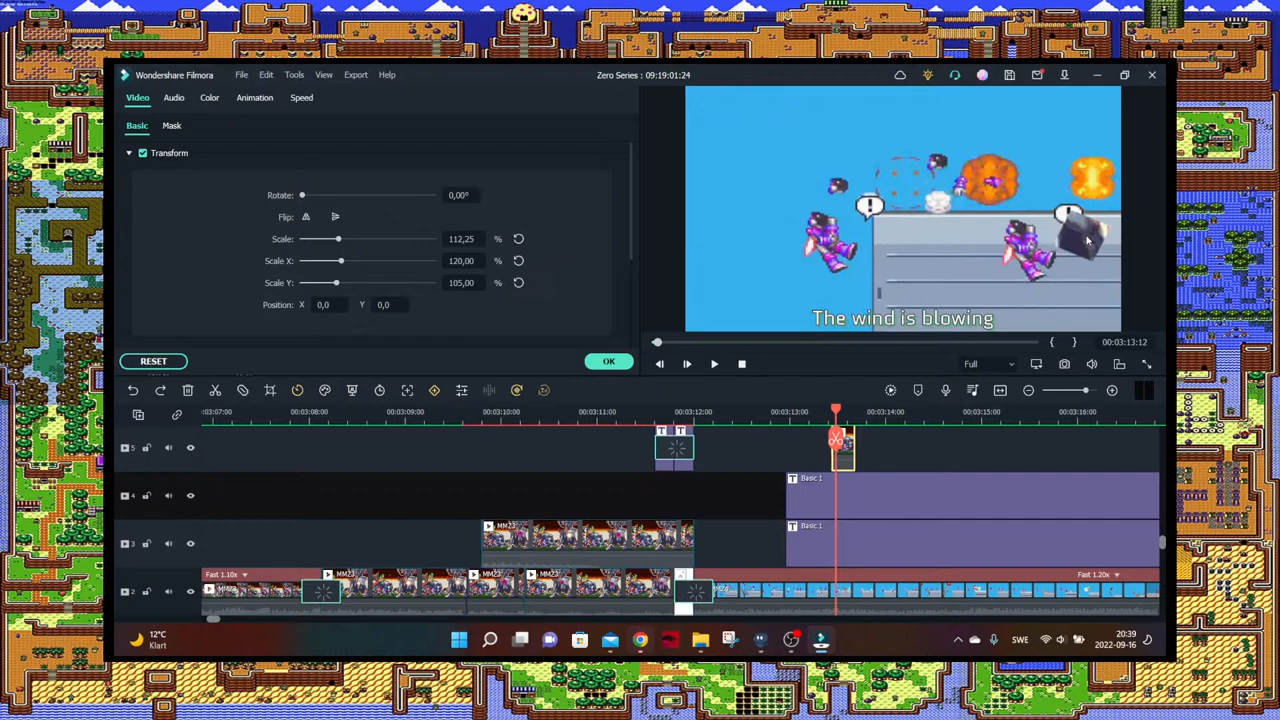 Wondershare Filmora File Edit Tools View Export Help Zero Series : 09:19:01:24
Video Audio Color Animation Speed
Basic Mask
Transform
Rotate: 0,00°
Flip:
Scale: 112,25 %
Scale X: 120,00 %
Scale Y: 105,00 %
Position: X 0,0 Y 0,0
RESET OK
!
The wind is blowing
{ } 00:03:13:12
Full
:03:07:00 00:03:08:00 00:03:09:00 00:03:10:00 00:03:11:00 00:03:12:00 00:03:13:00 00:03:14:00 00:03:15:00 00:03:16:00
5 T T
4 T Basic 1
3 MM23 T Basic 1
Fast 1.10x MM23 MM23 MM23 Fast 1.20x
2
12°C
Klart
SWE
20:39
2022-09-16